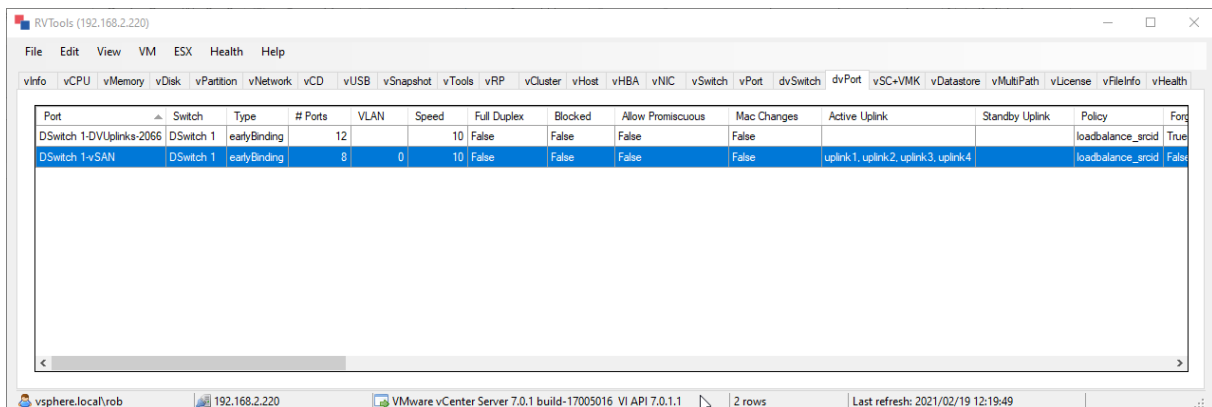 RVTools (192.168.2.220)
File Edit View VM ESX Health Help
vInfo vCPU vMemory vDisk vPartition vNetwork vCD vUSB vSnapshot vTools vRP vCluster vHost vHBA vNIC vSwitch vPort dvSwitch dvPort vSC+VMK vDatastore vMultiPath vLicense vFileInfo vHealth
Port Switch Type # Ports VLAN Speed Full Duplex Blocked Allow Promiscuous Mac Changes Active Uplink Standby Uplink Policy Forg
DSwitch 1-DVUplinks-2066 DSwitch 1 earlyBinding 12 10 False False False False loadbalance_srcid True
DSwitch 1-vSAN DSwitch 1 earlyBinding 8 0 10 False False False False uplink1, uplink2, uplink3, uplink4 loadbalance_srcid False
vsphere.local\rob 192.168.2.220 VMware vCenter Server 7.0.1 build-17005016 VI API 7.0.1.1 2 rows Last refresh: 2021/02/19 12:19:49